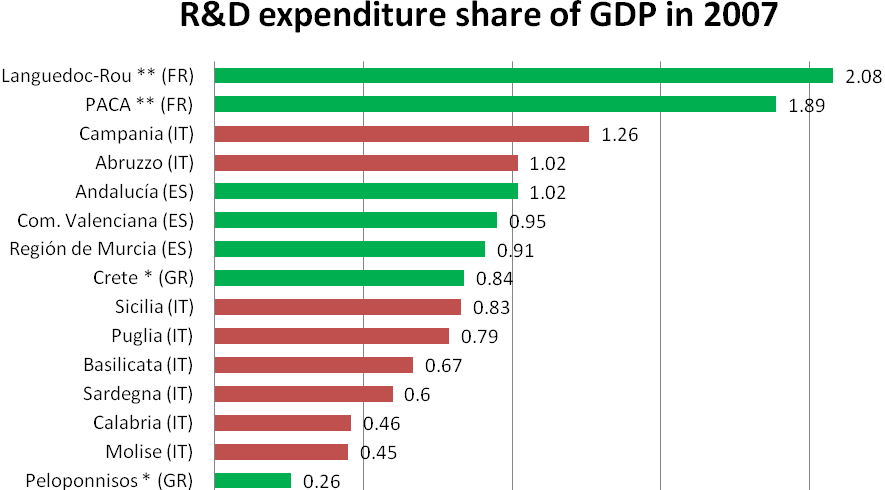 R&D expenditure share of GDP in 2007
Languedoc-Rou ** (FR) 2.08
PACA ** (FR) 1.89
Campania (IT) 1.26
Abruzzo (IT) 1.02
Andalucía (ES) 1.02
Com. Valenciana (ES) 0.95
Región de Murcia (ES) 0.91
Crete * (GR) 0.84
Sicilia (IT) 0.83
Puglia (IT) 0.79
Basilicata (IT) 0.67
Sardegna (IT) 0.6
Calabria (IT) 0.46
Molise (IT) 0.45
Peloponnisos * (GR) 0.26